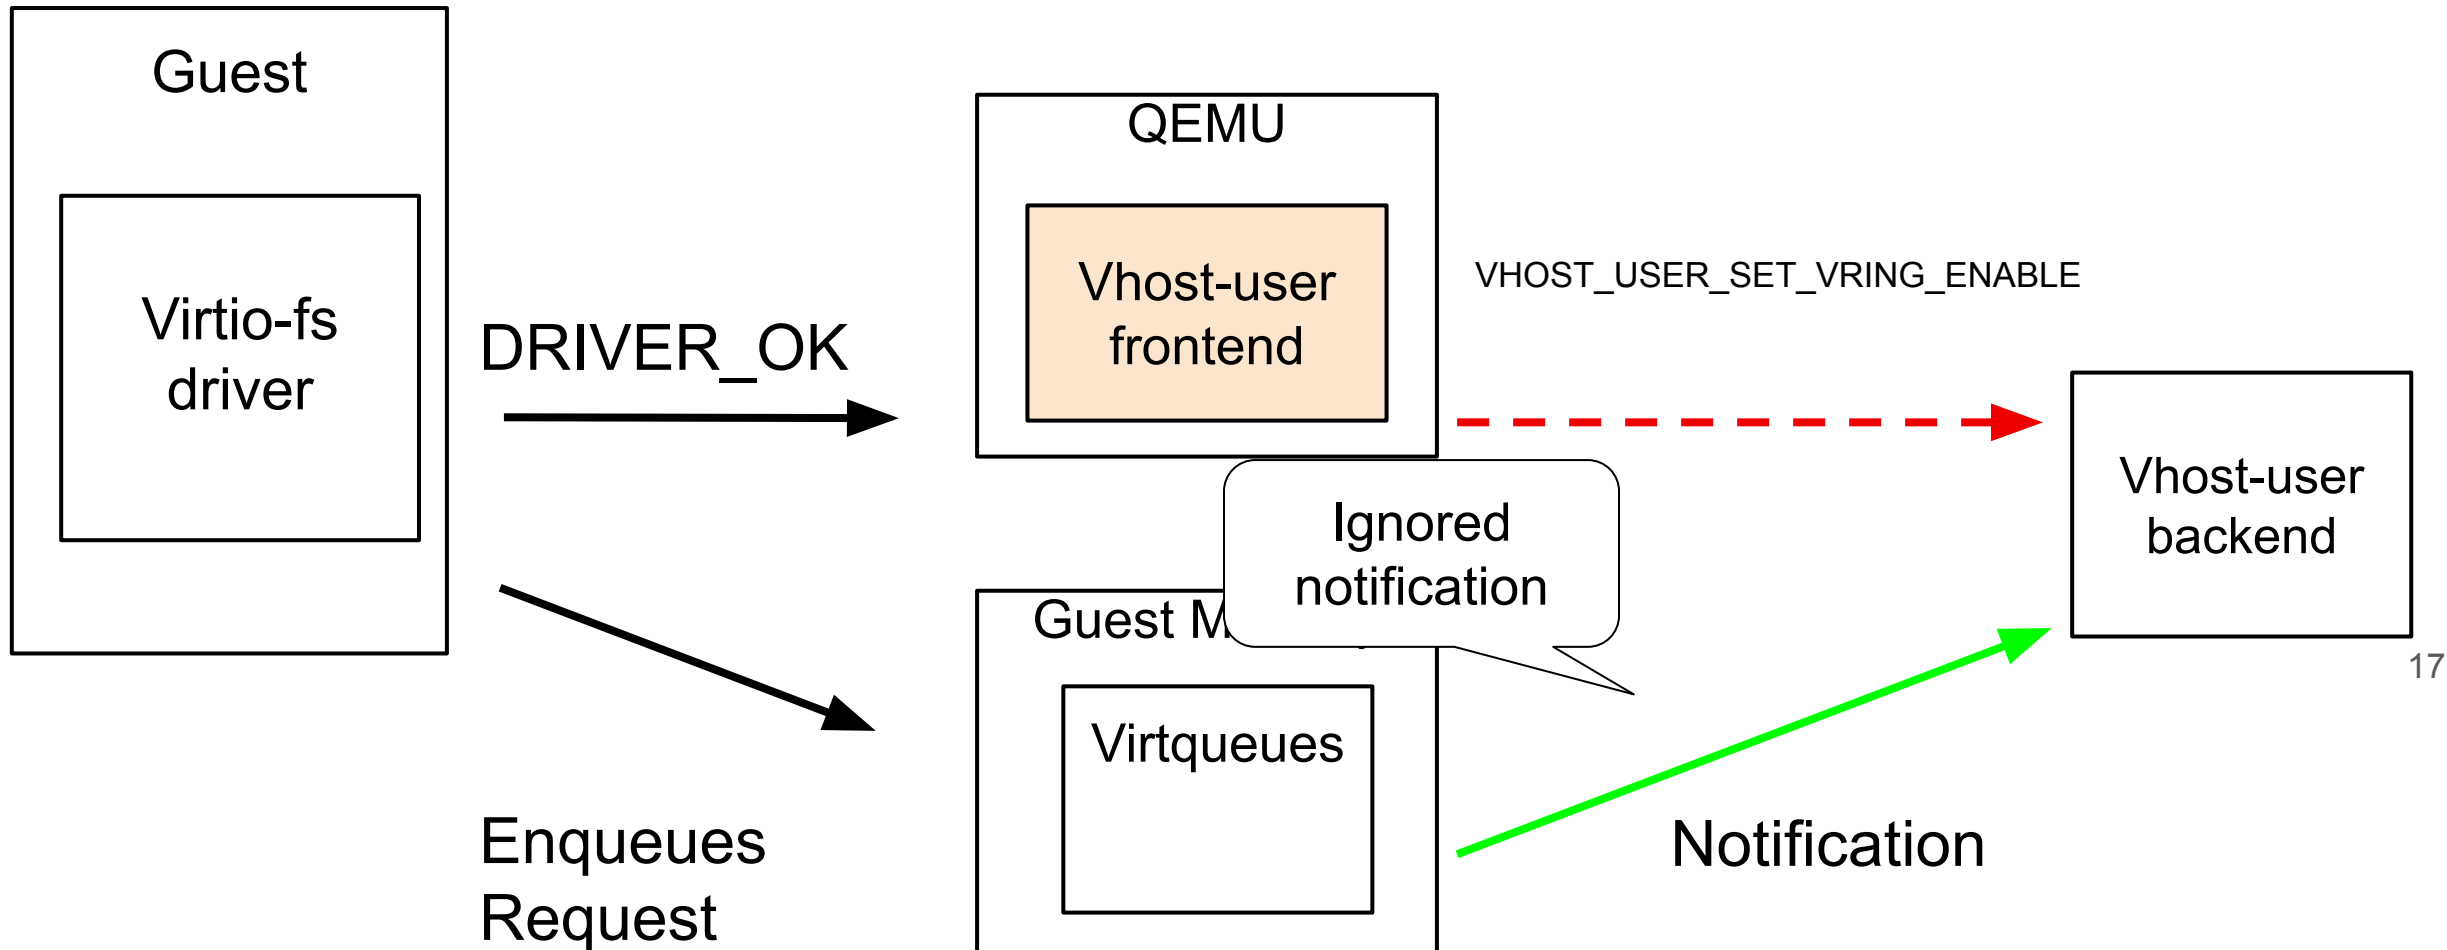 Guest
Virtio-fs
driver
DRIVER_OK
Enqueues
Request
QEMU
Vhost-user
frontend
VHOST_USER_SET_VRING_ENABLE
Ignored
notification
Guest
Virtqueues
Notification
Vhost-user
backend
17